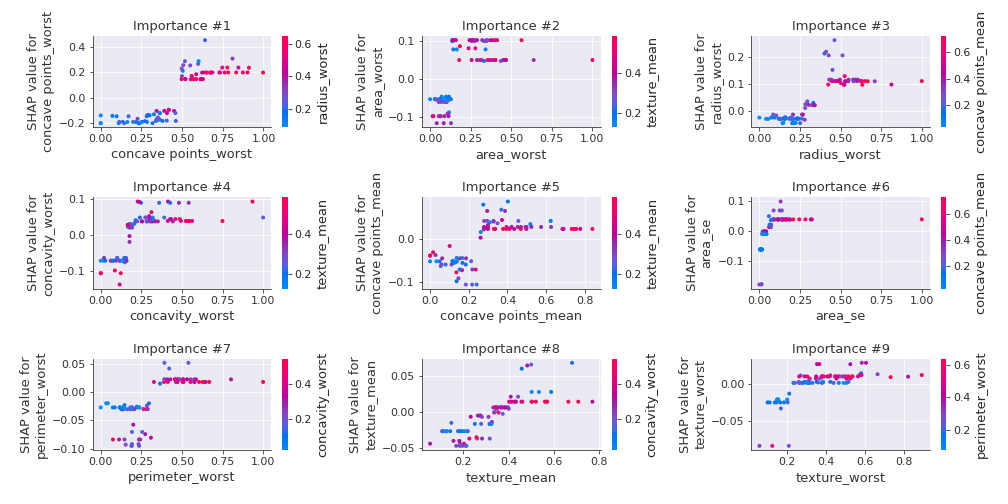 Importance #1
SHAP value for
concave points_worst
0.4
0.2
0.0
−0.2
0.00 0.25 0.50 0.75 1.00
concave points_worst
0.6
0.4
0.2
radius_worst
Importance #2
SHAP value for
area_worst
0.1
0.0
−0.1
0.00 0.25 0.50 0.75 1.00
area_worst
0.4
0.2
texture_mean
Importance #3
SHAP value for
radius_worst
0.2
0.1
0.0
0.00 0.25 0.50 0.75 1.00
radius_worst
0.6
0.4
0.2
concave points_mean
Importance #4
SHAP value for
concavity_worst
0.1
0.0
−0.1
0.00 0.25 0.50 0.75 1.00
concavity_worst
0.4
0.2
texture_mean
Importance #5
SHAP value for
concave points_mean
0.0
−0.1
0.0 0.2 0.4 0.6 0.8
concave points_mean
0.4
0.2
texture_mean
Importance #6
SHAP value for
area_se
0.1
0.0
−0.1
0.00 0.25 0.50 0.75 1.00
area_se
0.6
0.4
0.2
concave points_mean
Importance #7
SHAP value for
perimeter_worst
0.05
0.00
−0.05
−0.10
0.00 0.25 0.50 0.75 1.00
perimeter_worst
0.4
0.2
concavity_worst
Importance #8
SHAP value for
texture_mean
0.05
0.00
−0.05
0.2 0.4 0.6 0.8
texture_mean
0.4
0.2
concavity_worst
Importance #9
SHAP value for
texture_worst
0.00
−0.05
0.2 0.4 0.6 0.8
texture_worst
0.6
0.4
0.2
perimeter_worst